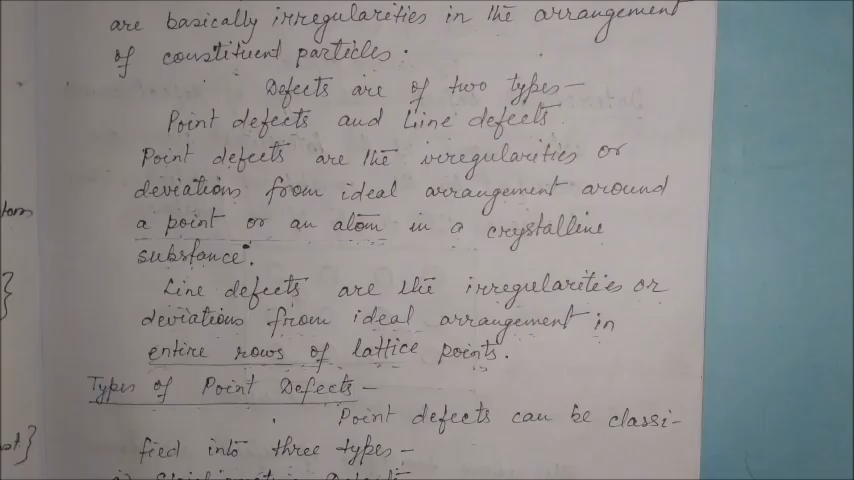 are basically irregularities in the arrangement
of constituent particles.
Defects are of two types-
Point defects and Line defects
Point defects are the irregularities or
deviations from ideal arrangement around
a point or an atom in a crystalline
substance.
Line defects are the irregularities or
deviations from ideal arrangement in
entire rows of lattice points.
Types of Point Defects-
Point defects can be classi-
fied into three types-